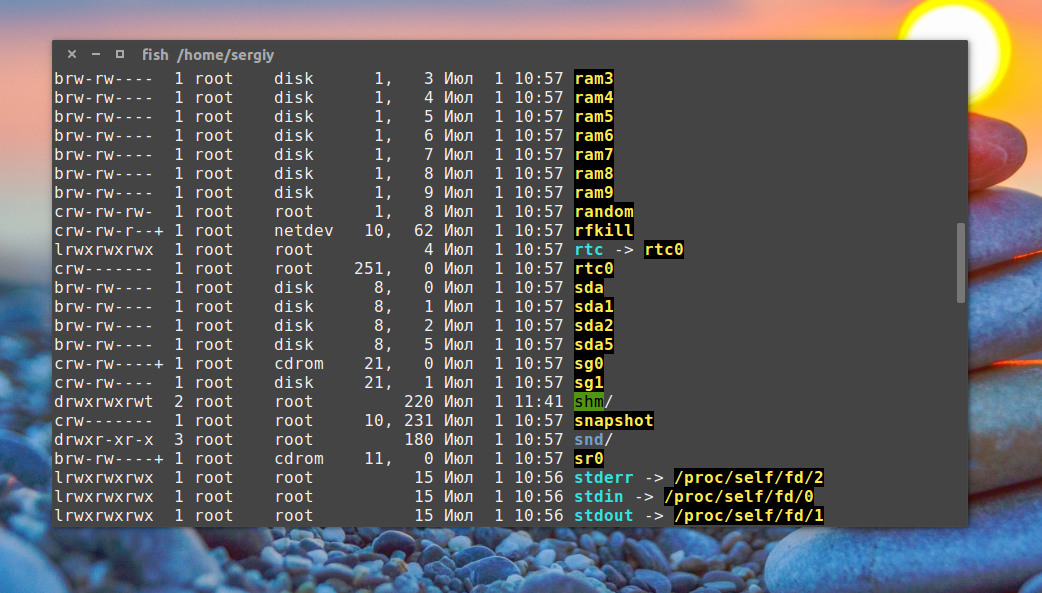 fish /home/sergiy
brw-rw---- 1 root disk 1, 3 Июл 1 10:57 ram3
brw-rw---- 1 root disk 1, 4 Июл 1 10:57 ram4
brw-rw---- 1 root disk 1, 5 Июл 1 10:57 ram5
brw-rw---- 1 root disk 1, 6 Июл 1 10:57 ram6
brw-rw---- 1 root disk 1, 7 Июл 1 10:57 ram7
brw-rw---- 1 root disk 1, 8 Июл 1 10:57 ram8
brw-rw---- 1 root disk 1, 9 Июл 1 10:57 ram9
crw-rw-rw- 1 root root 1, 8 Июл 1 10:57 random
crw-rw-r--+ 1 root netdev 10, 62 Июл 1 10:57 rfkill
lrwxrwxrwx 1 root root 4 Июл 1 10:57 rtc -> rtc0
crw------- 1 root root 251, 0 Июл 1 10:57 rtc0
brw-rw---- 1 root disk 8, 0 Июл 1 10:57 sda
brw-rw---- 1 root disk 8, 1 Июл 1 10:57 sda1
brw-rw---- 1 root disk 8, 2 Июл 1 10:57 sda2
brw-rw---- 1 root disk 8, 5 Июл 1 10:57 sda5
crw-rw----+ 1 root cdrom 21, 0 Июл 1 10:57 sg0
crw-rw---- 1 root disk 21, 1 Июл 1 10:57 sg1
drwxrwxrwt 2 root root 220 Июл 1 11:41 shm/
crw------- 1 root root 10, 231 Июл 1 10:57 snapshot
drwxr-xr-x 3 root root 180 Июл 1 10:57 snd/
brw-rw----+ 1 root cdrom 11, 0 Июл 1 10:57 sr0
lrwxrwxrwx 1 root root 15 Июл 1 10:56 stderr -> /proc/self/fd/2
lrwxrwxrwx 1 root root 15 Июл 1 10:56 stdin -> /proc/self/fd/0
lrwxrwxrwx 1 root root 15 Июл 1 10:56 stdout -> /proc/self/fd/1